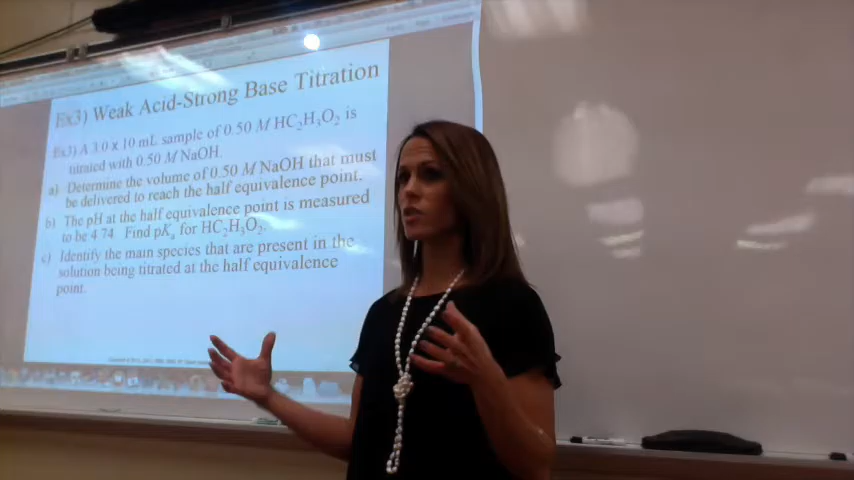 Ex3) Weak Acid-Strong Base Titration
Ex3) A 3.0 x 10 mL sample of 0.50 M HC₂H₃O₂ is
titrated with 0.50 M NaOH.
a) Determine the volume of 0.50 M NaOH that must
be delivered to reach the half equivalence point.
b) The pH at the half equivalence point is measured
to be 4.74 Find pKₐ for HC₂H₃O₂.
c) Identify the main species that are present in the
solution being titrated at the half equivalence
point.